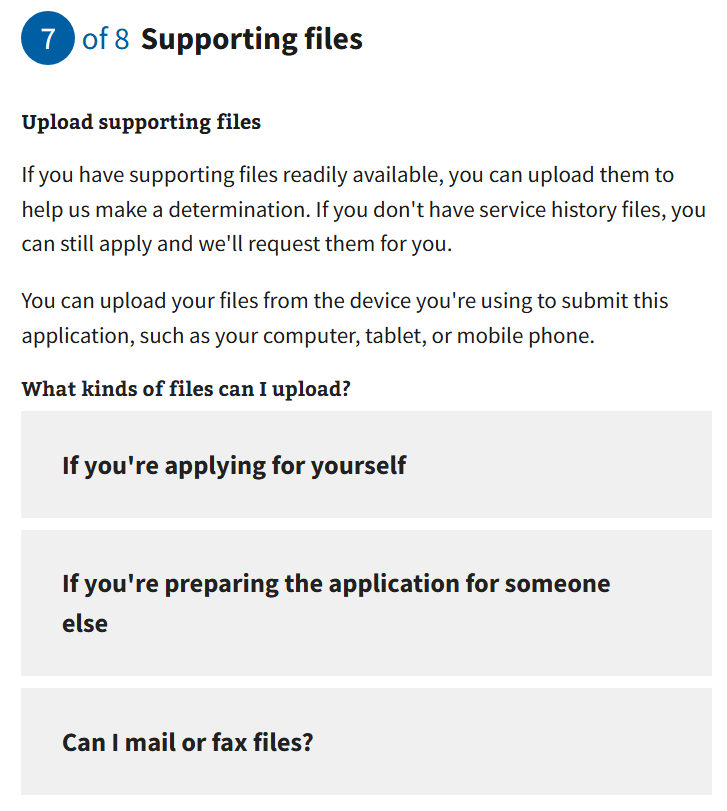 7 of 8 Supporting files
Upload supporting files
If you have supporting files readily available, you can upload them to
help us make a determination. If you don't have service history files, you
can still apply and we'll request them for you.
You can upload your files from the device you're using to submit this
application, such as your computer, tablet, or mobile phone.
What kinds of files can I upload?
If you're applying for yourself
If you're preparing the application for someone
else
Can I mail or fax files?